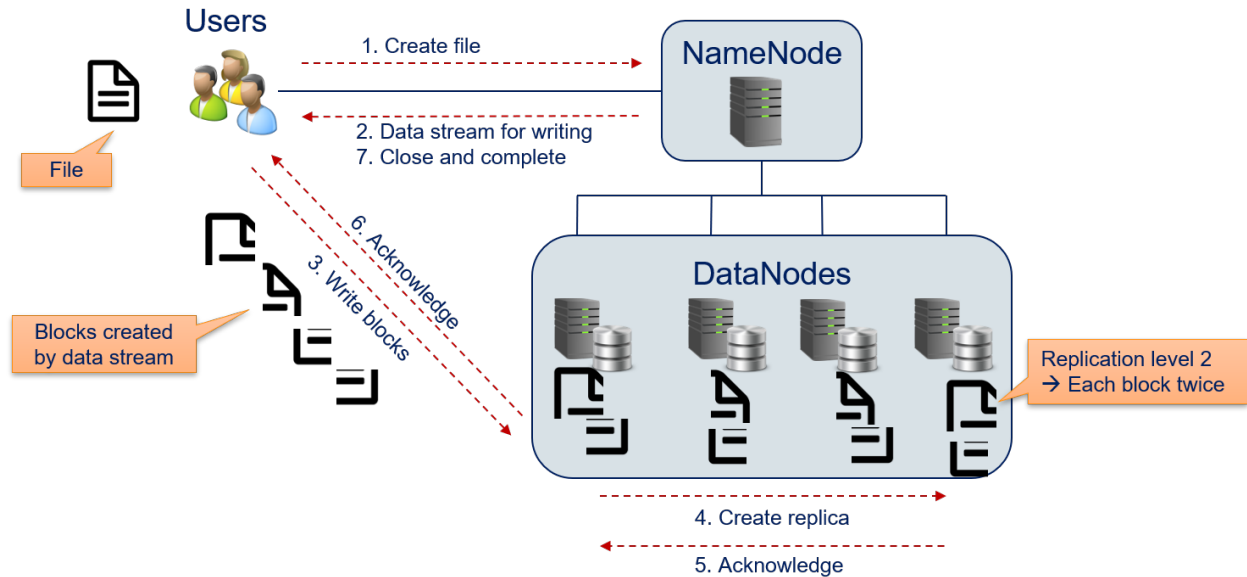 Users
1. Create file
NameNode
2. Data stream for writing
7. Close and complete
File
6. Acknowledge
3. Write blocks
DataNodes
Blocks created
by data stream
Replication level 2
→ Each block twice
4. Create replica
5. Acknowledge